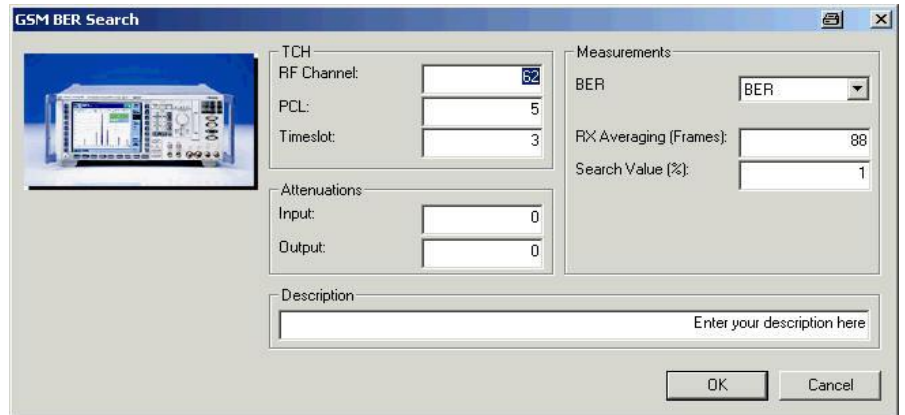 GSM BER Search
TCH
RF Channel: 62
PCL: 5
Timeslot: 3
Attenuations
Input: 0
Output: 0
Measurements
BER BER
RX Averaging (Frames): 88
Search Value (%): 1
Description
Enter your description here
OK Cancel